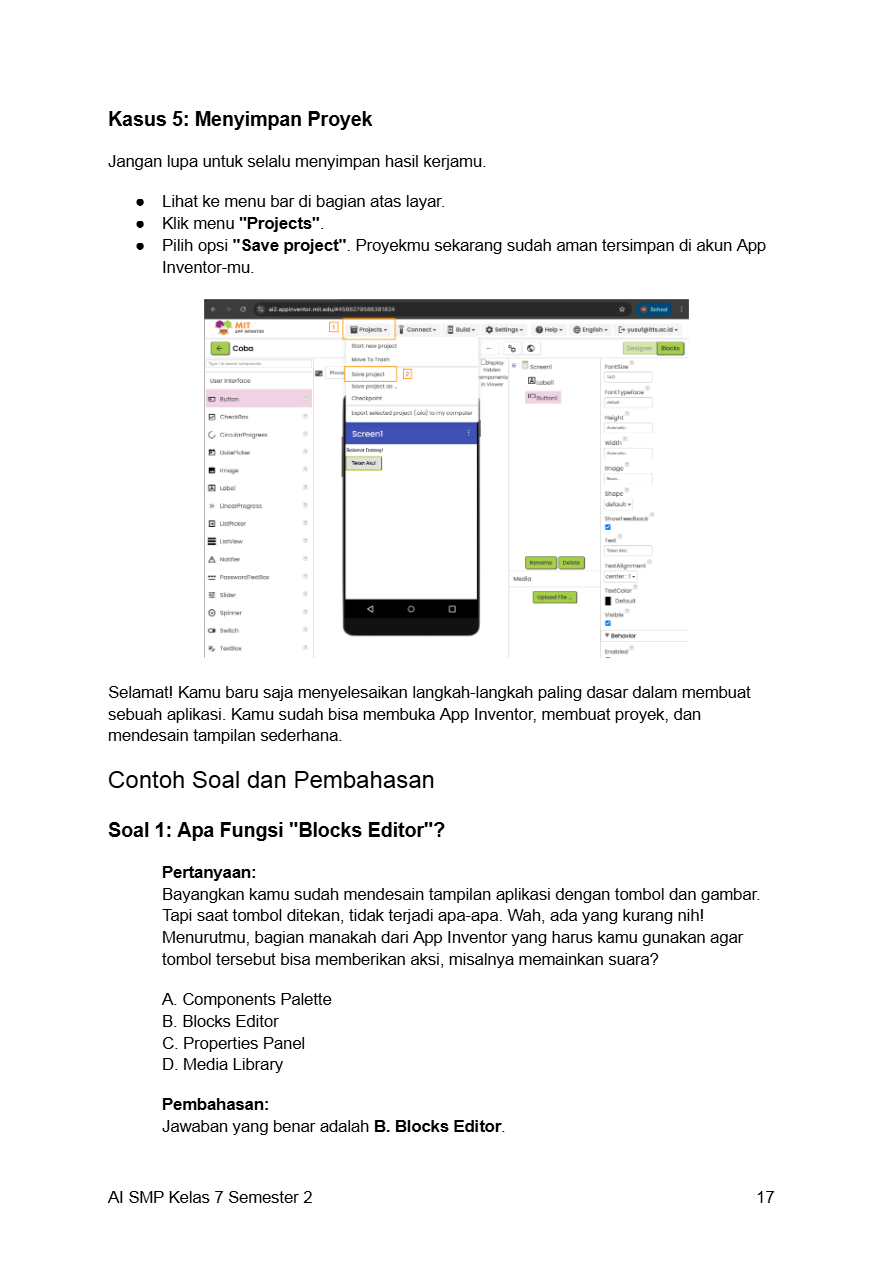 Kasus 5: Menyimpan Proyek
Jangan lupa untuk selalu menyimpan hasil kerjamu.
● Lihat ke menu bar di bagian atas layar.
● Klik menu "Projects".
● Pilih opsi "Save project". Proyekmu sekarang sudah aman tersimpan di akun App
Inventor-mu.
ai2.appinventor.mit.edu/#4566279586381824
School
MIT
APP INVENTOR
1
Projects
Connect
Build
Settings
Help
English
yusuf@itts.ac.id
Coba
Designer
Blocks
Start new project
Move To Trash
Save project
2
Save project as ...
Checkpoint
Export selected project (.aia) to my computer
Type / to search components
User Interface
Button
CheckBox
CircularProgress
DatePicker
Image
Label
LinearProgress
ListPicker
ListView
Notifier
PasswordTextBox
Slider
Spinner
Switch
TextBox
Phone
Display
hidden
components
in Viewer
Screen1
Selamat Datang!
Tekan Aku!
Screen1
Label1
Button1
Rename
Delete
Media
Upload File ...
FontSize
14.0
FontTypeface
default
Height
Automatic...
Width
Automatic...
Image
None...
Shape
default
ShowFeedback
Text
Tekan Aku!
TextAlignment
center : 1
TextColor
Default
Visible
Behavior
Enabled
Selamat! Kamu baru saja menyelesaikan langkah-langkah paling dasar dalam membuat
sebuah aplikasi. Kamu sudah bisa membuka App Inventor, membuat proyek, dan
mendesain tampilan sederhana.
Contoh Soal dan Pembahasan
Soal 1: Apa Fungsi "Blocks Editor"?
Pertanyaan:
Bayangkan kamu sudah mendesain tampilan aplikasi dengan tombol dan gambar.
Tapi saat tombol ditekan, tidak terjadi apa-apa. Wah, ada yang kurang nih!
Menurutmu, bagian manakah dari App Inventor yang harus kamu gunakan agar
tombol tersebut bisa memberikan aksi, misalnya memainkan suara?
A. Components Palette
B. Blocks Editor
C. Properties Panel
D. Media Library
Pembahasan:
Jawaban yang benar adalah B. Blocks Editor.
AI SMP Kelas 7 Semester 2
17